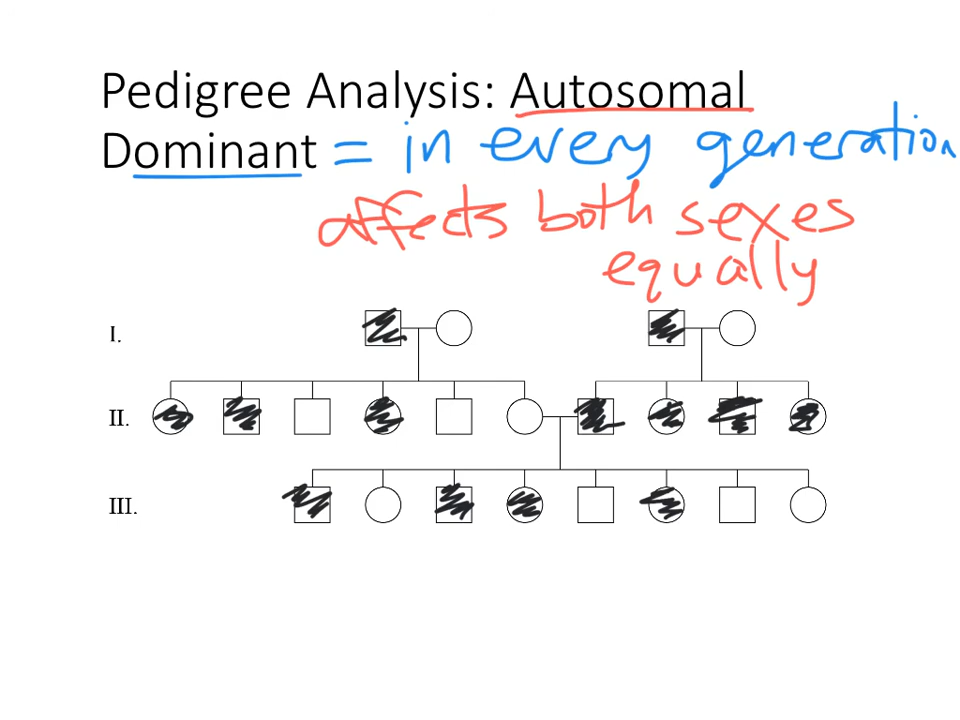 Pedigree Analysis: Autosomal
Dominant = in every generation
affects both sexes
equally
I.
II.
III.